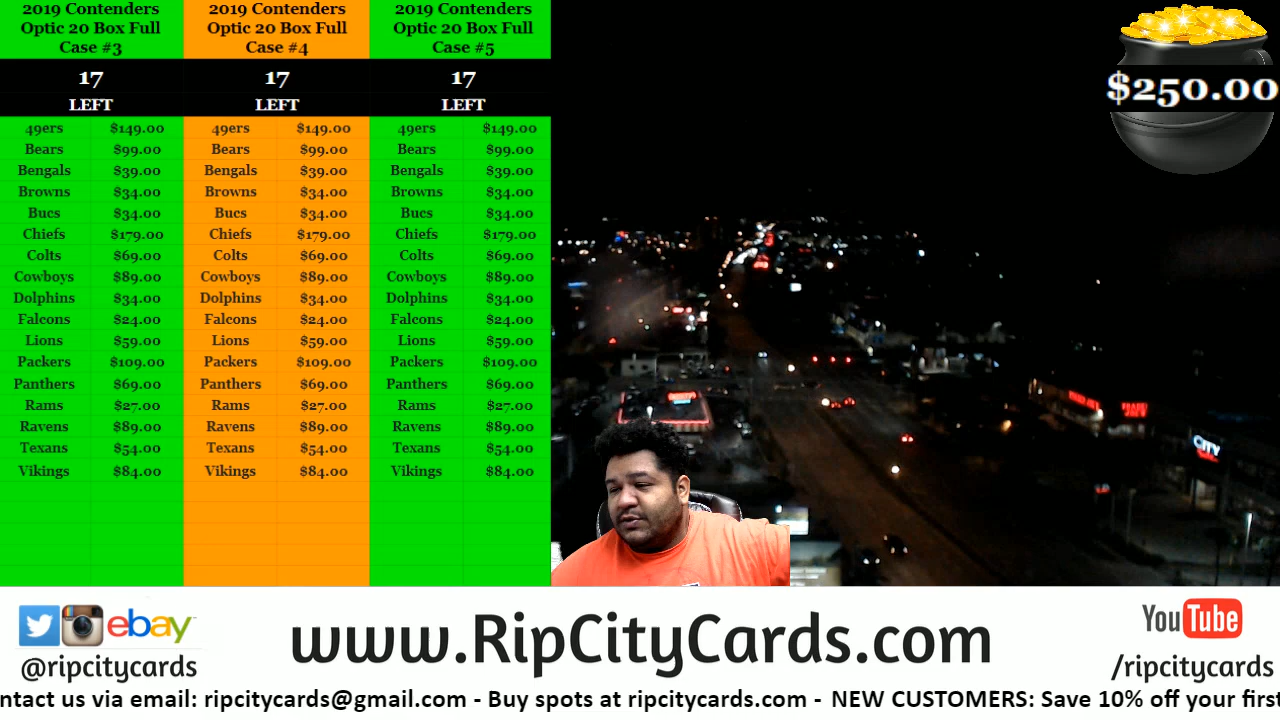 2019 Contenders
Optic 20 Box Full
Case #3
17
LEFT
49ers $149.00
Bears $99.00
Bengals $39.00
Browns $34.00
Bucs $34.00
Chiefs $179.00
Colts $69.00
Cowboys $89.00
Dolphins $34.00
Falcons $24.00
Lions $59.00
Packers $109.00
Panthers $69.00
Rams $27.00
Ravens $89.00
Texans $54.00
Vikings $84.00
2019 Contenders
Optic 20 Box Full
Case #4
17
LEFT
49ers $149.00
Bears $99.00
Bengals $39.00
Browns $34.00
Bucs $34.00
Chiefs $179.00
Colts $69.00
Cowboys $89.00
Dolphins $34.00
Falcons $24.00
Lions $59.00
Packers $109.00
Panthers $69.00
Rams $27.00
Ravens $89.00
Texans $54.00
Vikings $84.00
2019 Contenders
Optic 20 Box Full
Case #5
17
LEFT
49ers $149.00
Bears $99.00
Bengals $39.00
Browns $34.00
Bucs $34.00
Chiefs $179.00
Colts $69.00
Cowboys $89.00
Dolphins $34.00
Falcons $24.00
Lions $59.00
Packers $109.00
Panthers $69.00
Rams $27.00
Ravens $89.00
Texans $54.00
Vikings $84.00
$250.00
CITY
ebay
@ripcitycards
www.RipCityCards.com
YouTube
/ripcitycards
ntact us via email: ripcitycards@gmail.com - Buy spots at ripcitycards.com - NEW CUSTOMERS: Save 10% off your first